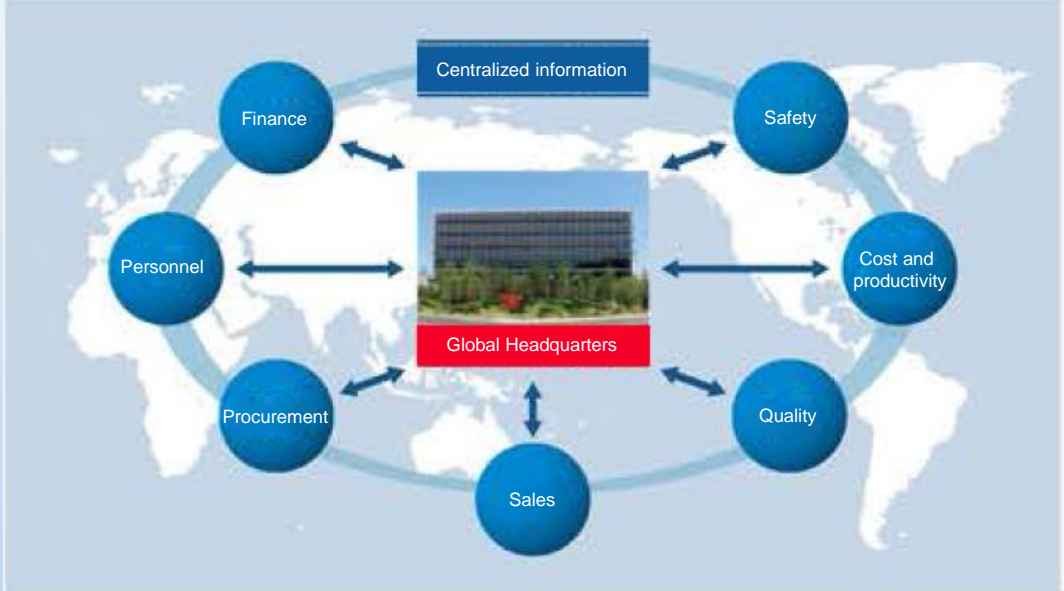 Centralized information
Finance
Safety
Personnel
Cost and
productivity
Global Headquarters
Procurement
Quality
Sales